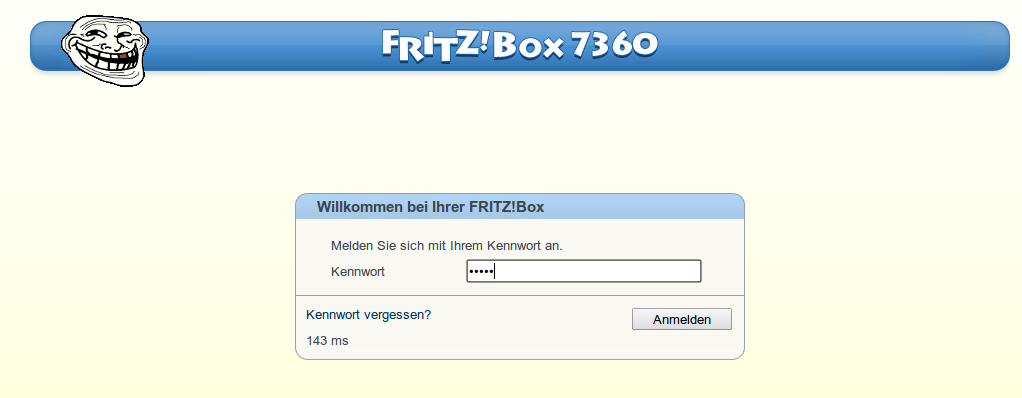 FRITZ!Box 7360
Willkommen bei Ihrer FRITZ!Box
Melden Sie sich mit Ihrem Kennwort an.
Kennwort •••••
Kennwort vergessen?
Anmelden
143 ms